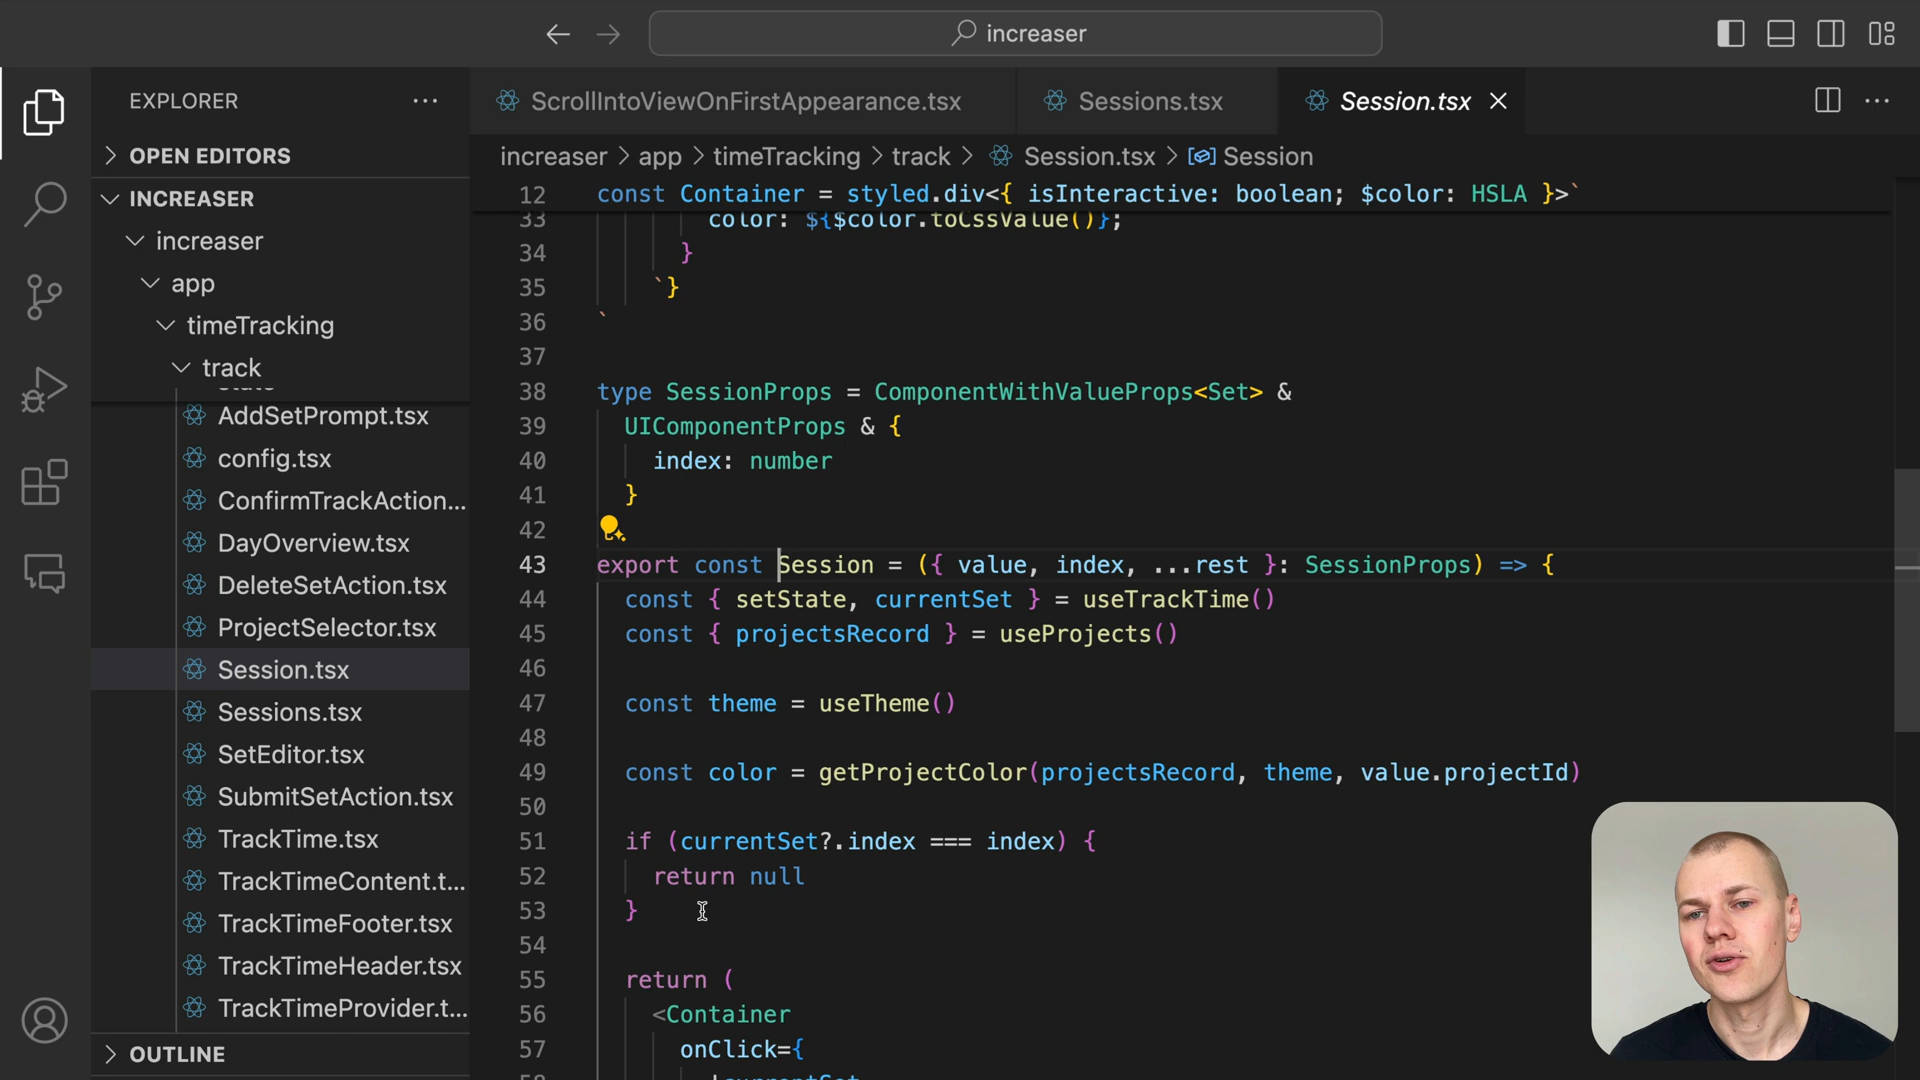 increaser
EXPLORER
OPEN EDITORS
INCREASER
increaser
app
timeTracking
track
AddSetPrompt.tsx
config.tsx
ConfirmTrackAction...
DayOverview.tsx
DeleteSetAction.tsx
ProjectSelector.tsx
Session.tsx
Sessions.tsx
SetEditor.tsx
SubmitSetAction.tsx
TrackTime.tsx
TrackTimeContent.t...
TrackTimeFooter.tsx
TrackTimeHeader.tsx
TrackTimeProvider.t...
OUTLINE
ScrollIntoViewOnFirstAppearance.tsx
Sessions.tsx
Session.tsx
increaser > app > timeTracking > track > Session.tsx > Session
12 const Container = styled.div<{ isInteractive: boolean; $color: HSLA }>`
33 color: ${$color.toCssValue()};
34 }
35 `}
36 `
37
38 type SessionProps = ComponentWithValueProps<Set> &
39 UIComponentProps & {
40 index: number
41 }
42
43 export const Session = ({ value, index, ...rest }: SessionProps) => {
44 const { setState, currentSet } = useTrackTime()
45 const { projectsRecord } = useProjects()
46
47 const theme = useTheme()
48
49 const color = getProjectColor(projectsRecord, theme, value.projectId)
50
51 if (currentSet?.index === index) {
52 return null
53 }
54
55 return (
56 <Container
57 onClick={